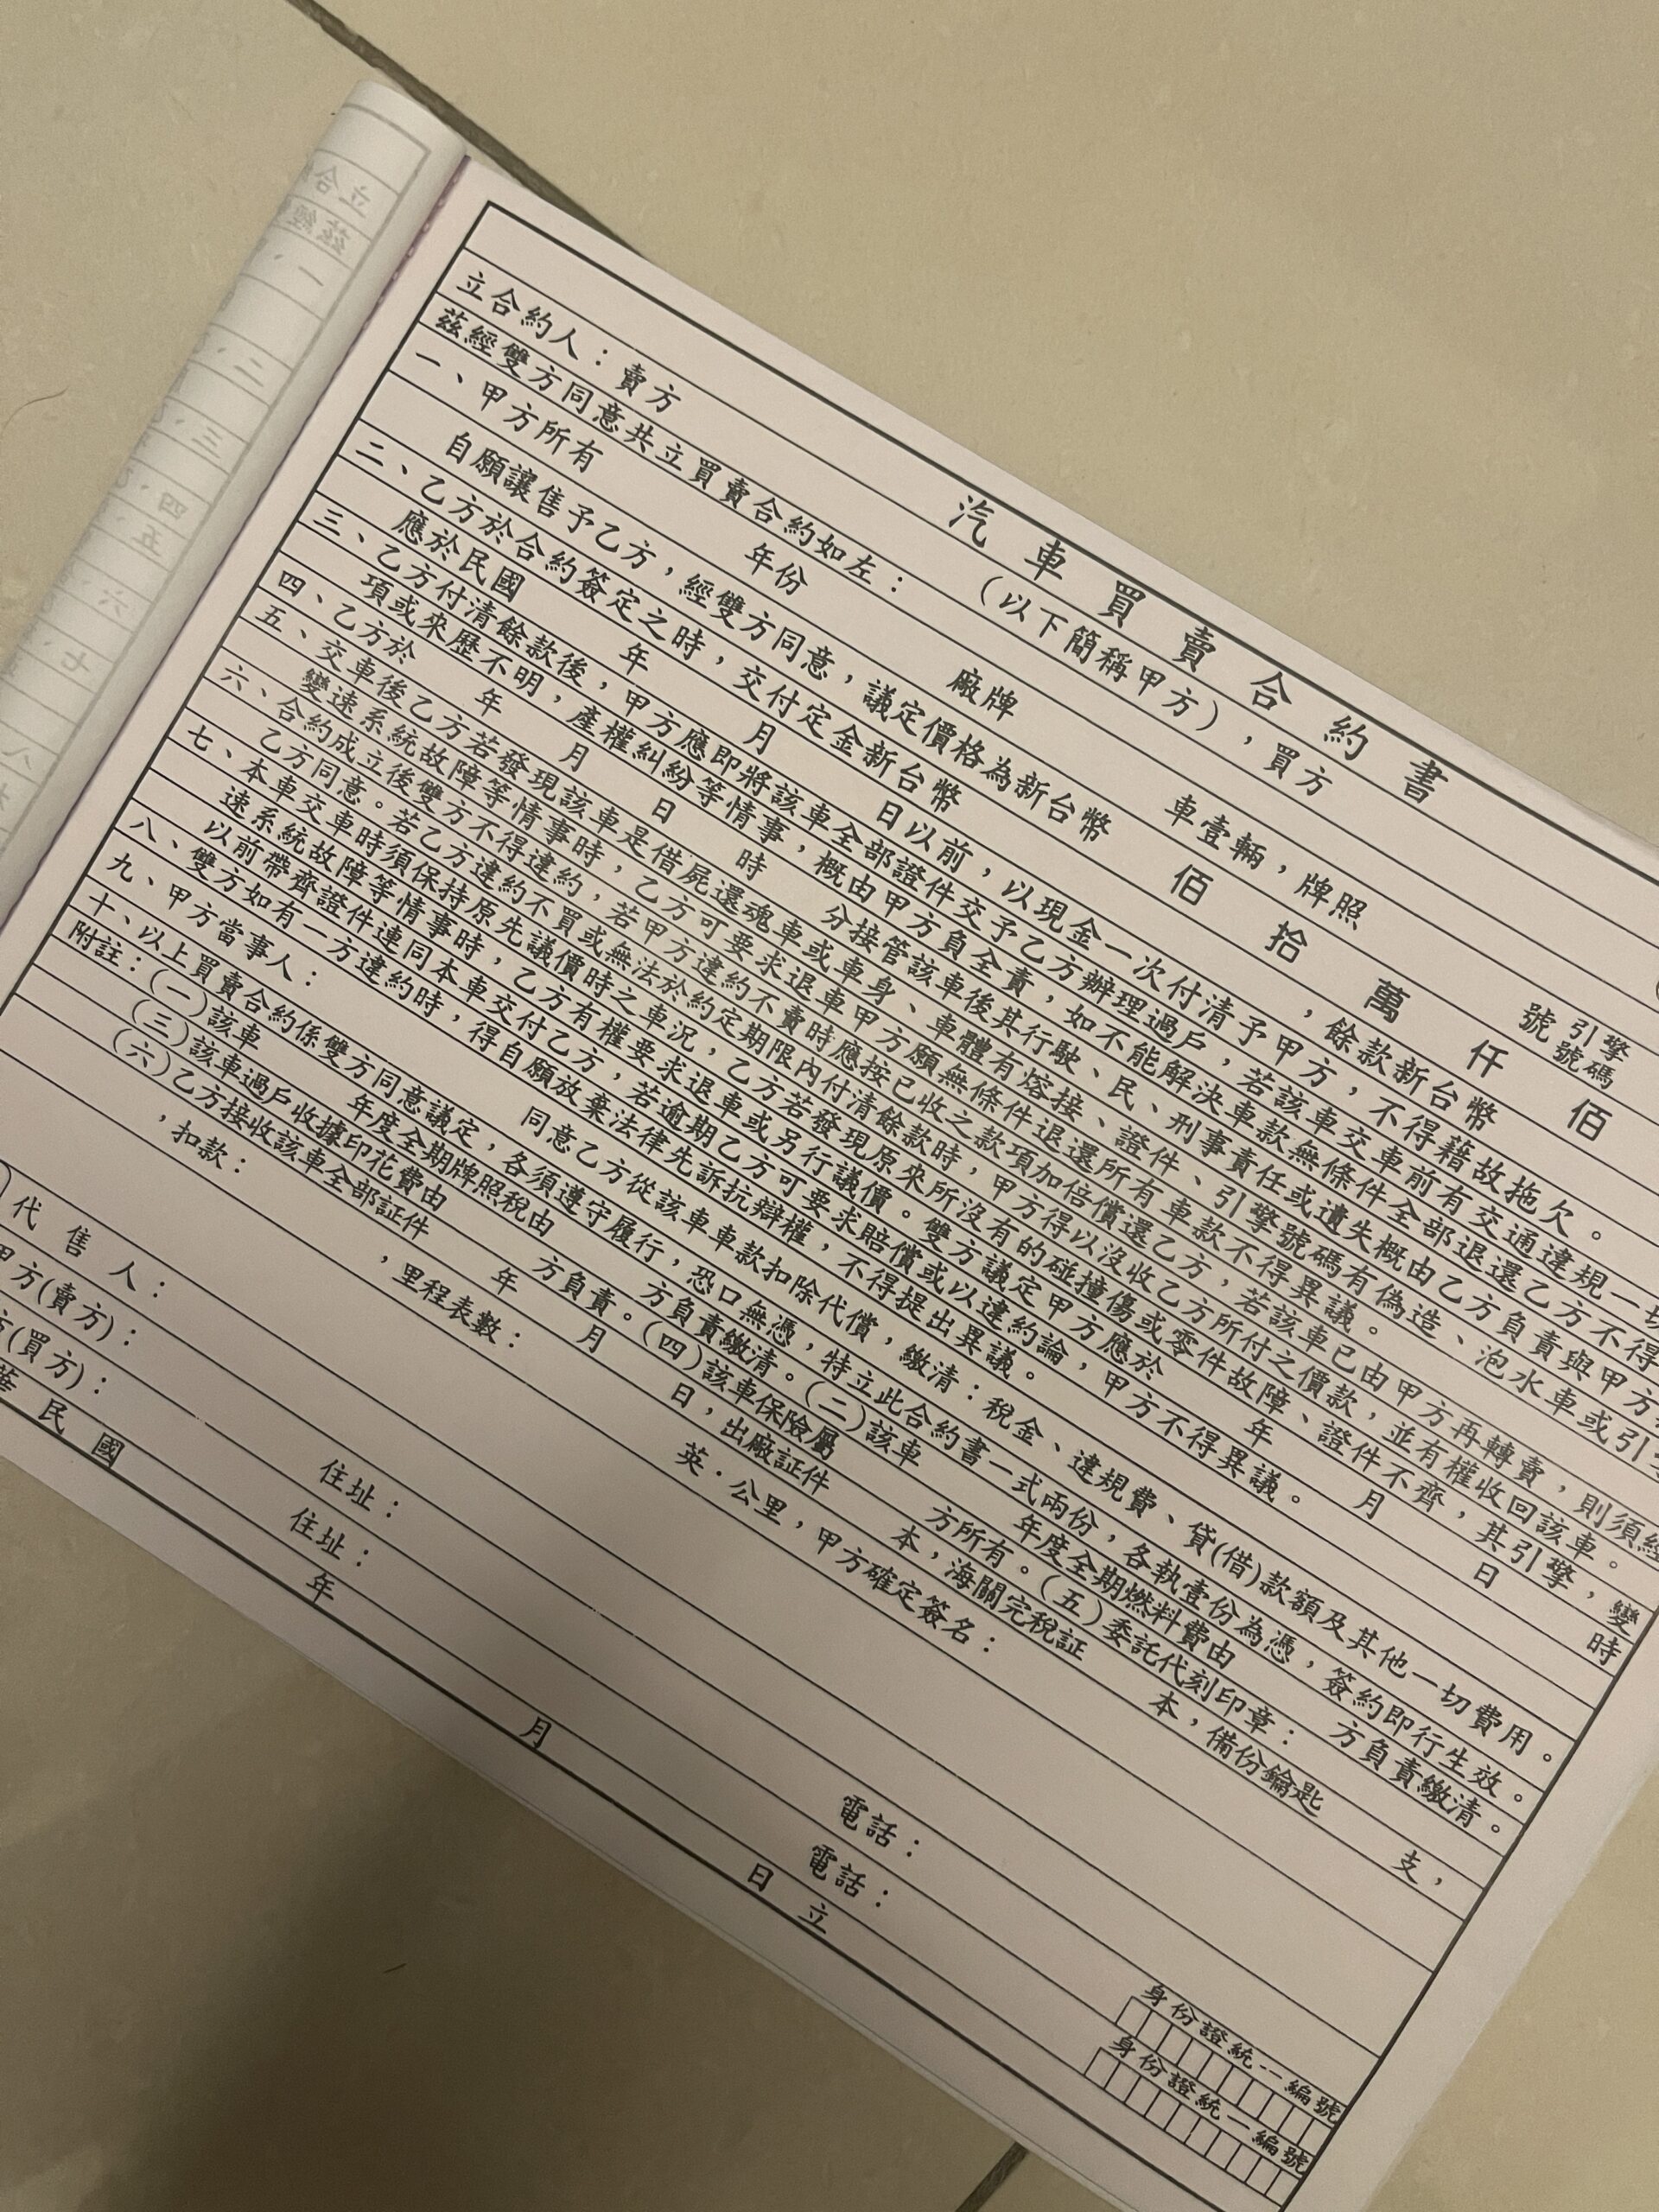 汽車買賣合約書
立合約人：賣方 （以下簡稱甲方），買方
茲經雙方同意共立買賣合約如左：
一、甲方所有 年份 廠牌 車壹輛，牌照 號引擎號碼
自願讓售予乙方，經雙方同意，議定價格為新台幣 佰 拾 萬 仟 佰
二、乙方於合約簽定之時，交付定金新台幣 ，餘款新台幣
應於民國 年 月 日以前，以現金一次付清予甲方，不得藉故拖欠。
三、乙方付清餘款後，甲方應即將該車全部證件交予乙方辦理過戶，若該車交車前有交通違規一切
項或來歷不明，產權糾紛等情事，概由甲方負全責，如不能解決車款無條件全部退還乙方不得
四、乙方於 年 月 日 時 分接管該車後其行駛、民、刑事責任或遺失概由乙方負責與甲方
五、交車後乙方若發現該車是借屍還魂車或車身、車體有熔接、證件、引擎號碼有偽造、泡水車或引擎
變速系統故障等情事時，乙方可要求退車甲方願無條件退還所有車款不得異議。
六、合約成立後雙方不得違約，若甲方違約不賣時應按已收之款項加倍償還乙方，若該車已由甲方再轉賣，則須經
乙方同意。若乙方違約不買或無法於約定期限內付清餘款時，甲方得以沒收乙方所付之價款，並有權收回該車。
七、本車交車時須保持原先議價時之車況，乙方若發現原來所沒有的碰撞傷或零件故障、證件不齊，其引擎，變
速系統故障等情事時，乙方有權要求退車或另行議價。雙方議定甲方應於 年 月 日 時
以前帶齊證件連同本車交付乙方，若逾期乙方可要求賠償或以違約論，甲方不得異議。
八、雙方如有一方違約時，得自願放棄法律先訴抗辯權，不得提出異議。
九、甲方當事人： 同意乙方從該車車款扣除代償，繳清：稅金、違規費、貸(借)款額及其他一切費用。
十、以上買賣合約係雙方同意議定，各須遵守履行，恐口無憑，特立此合約書一式兩份，各執壹份為憑，簽約即行生效。
附註：(一)該車 年度全期牌照稅由 方負責繳清。(二)該車 年度全期燃料費由 方負責繳清。
(三)該車過戶收據印花費由 方負責。(四)該車保險屬 方所有。(五)委託代刻印章：
(六)乙方接收該車全部証件 年 月 日，出廠証件 本，海關完稅証 本，備份鑰匙 支，
，扣款： ，里程表數： 英．公里，甲方確定簽名：
代售人：
甲方(賣方)： 住址： 電話： 身份證統一編號
方(買方)： 住址： 電話： 身份證統一編號
華民國 年 月 日 立